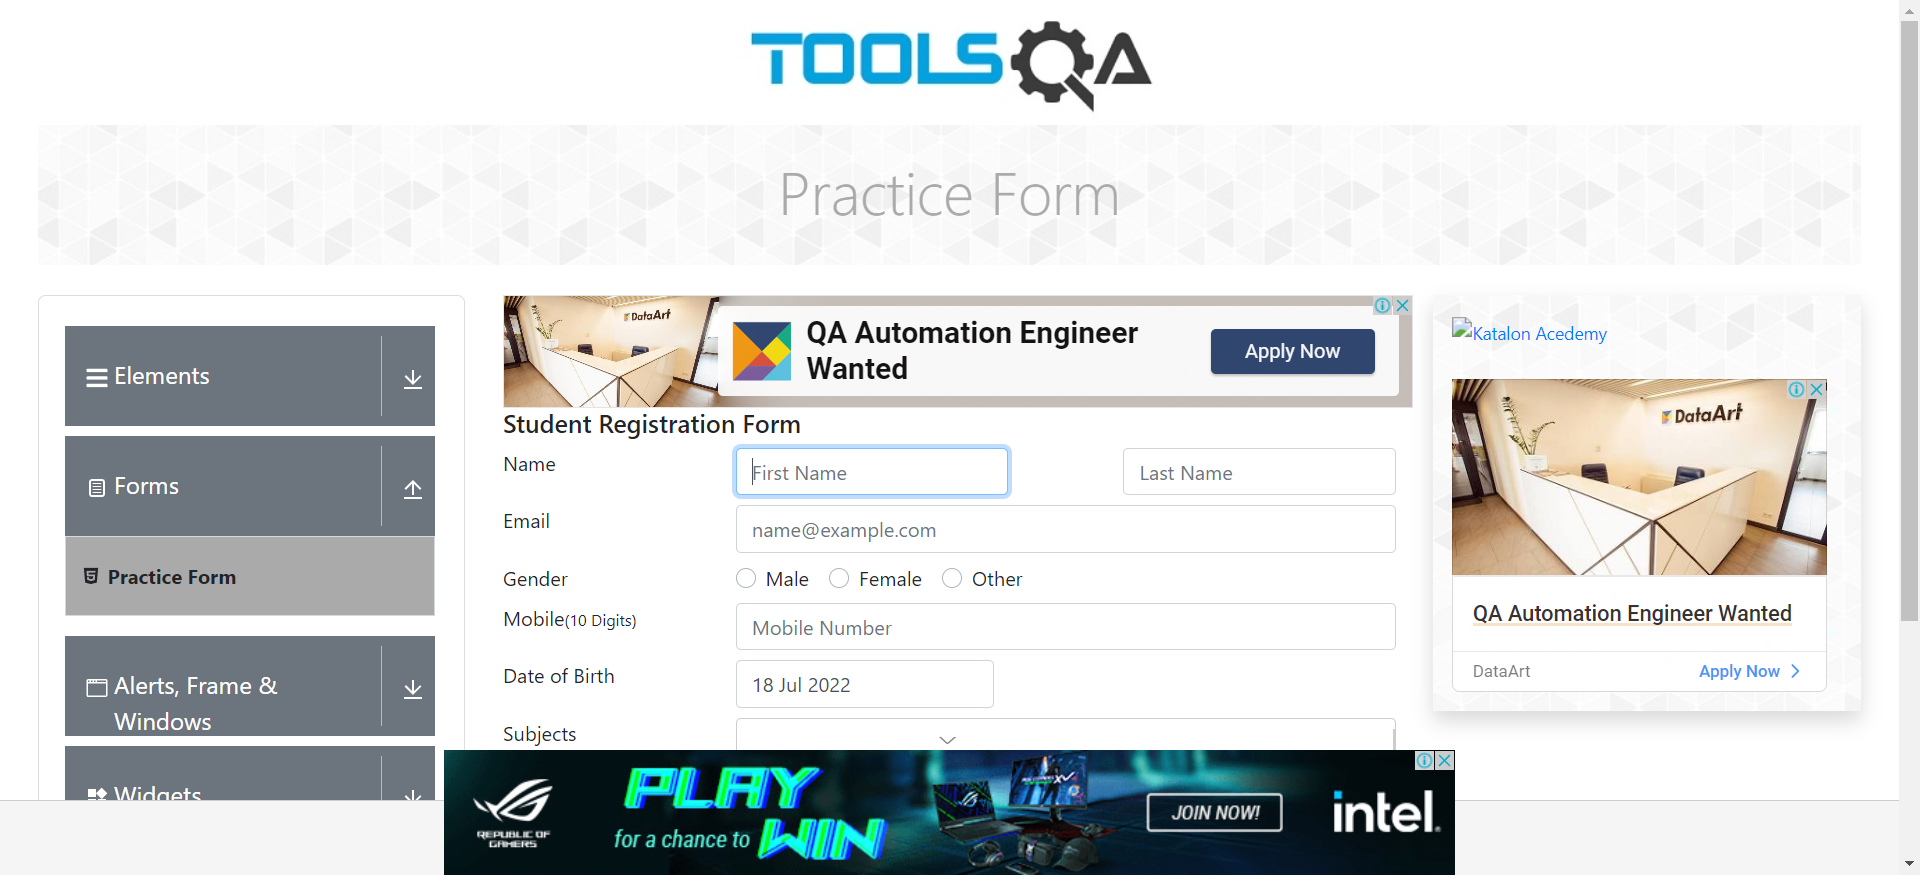 TOOLSQA
Practice Form
Elements
Forms
Practice Form
Alerts, Frame &
Windows
Widgets
DataArt
QA Automation Engineer
Wanted
Apply Now
Student Registration Form
Name
First Name
Last Name
Email
name@example.com
Gender
Male
Female
Other
Mobile(10 Digits)
Mobile Number
Date of Birth
18 Jul 2022
Subjects
Katalon Acedemy
DataArt
QA Automation Engineer Wanted
DataArt
Apply Now
REPUBLIC OF
GAMERS
PLAY
for a chance to WIN
JOIN NOW!
intel.